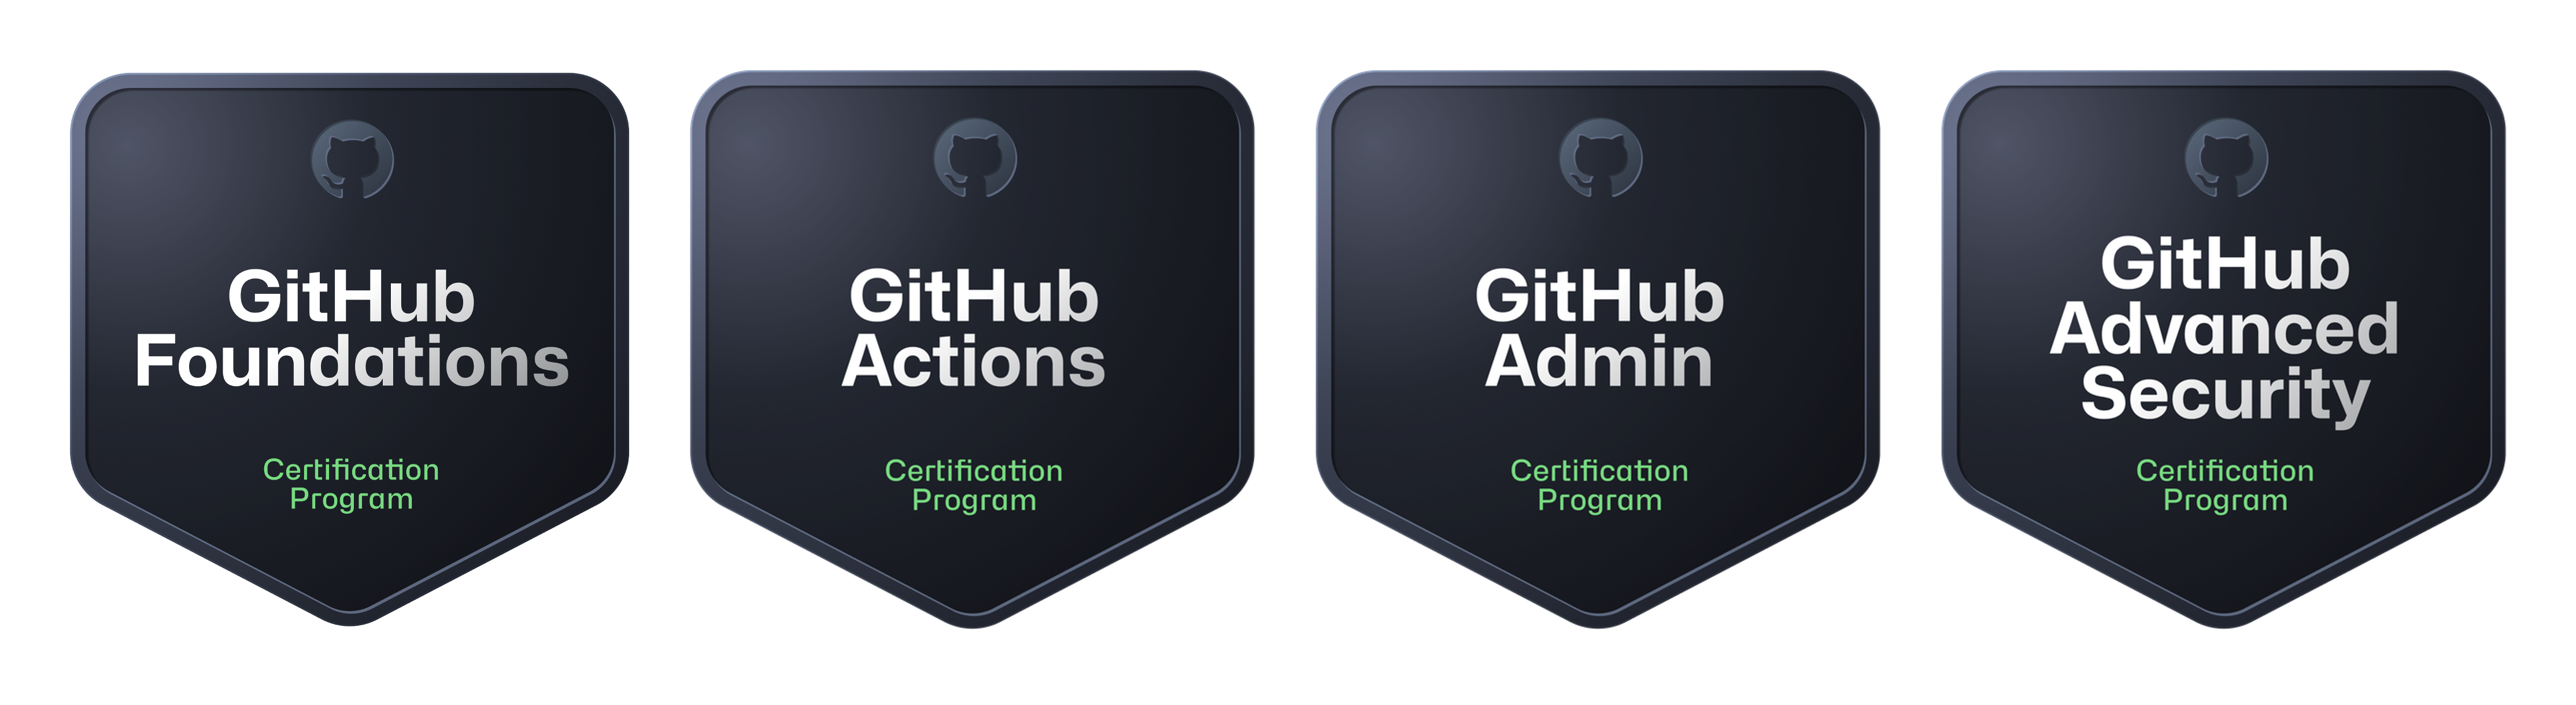 GitHub
Foundations
Certification
Program
GitHub
Actions
Certification
Program
GitHub
Admin
Certification
Program
GitHub
Advanced
Security
Certification
Program